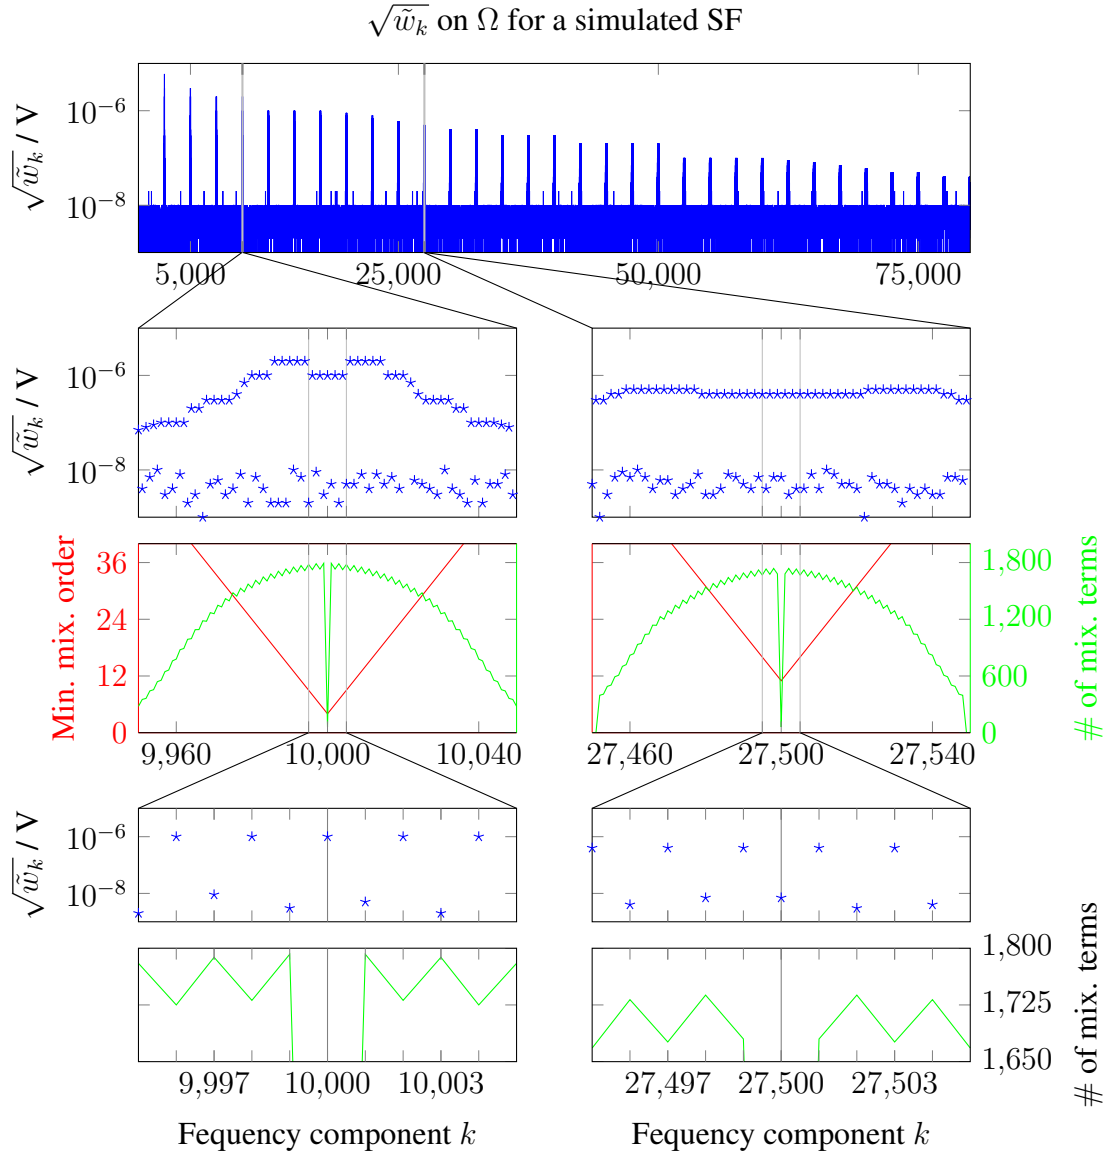 √w̃ₖ on Ω for a simulated SF
√w̃ₖ / V
10⁻⁶
10⁻⁸
5,000 25,000 50,000 75,000
√w̃ₖ / V
10⁻⁶
10⁻⁸
Min. mix. order
36
24
12
0
1,800
1,200
600
0
# of mix. terms
9,960 10,000 10,040
27,460 27,500 27,540
√w̃ₖ / V
10⁻⁶
10⁻⁸
1,800
1,725
1,650
# of mix. terms
9,997 10,000 10,003
27,497 27,500 27,503
Fequency component k
Fequency component k